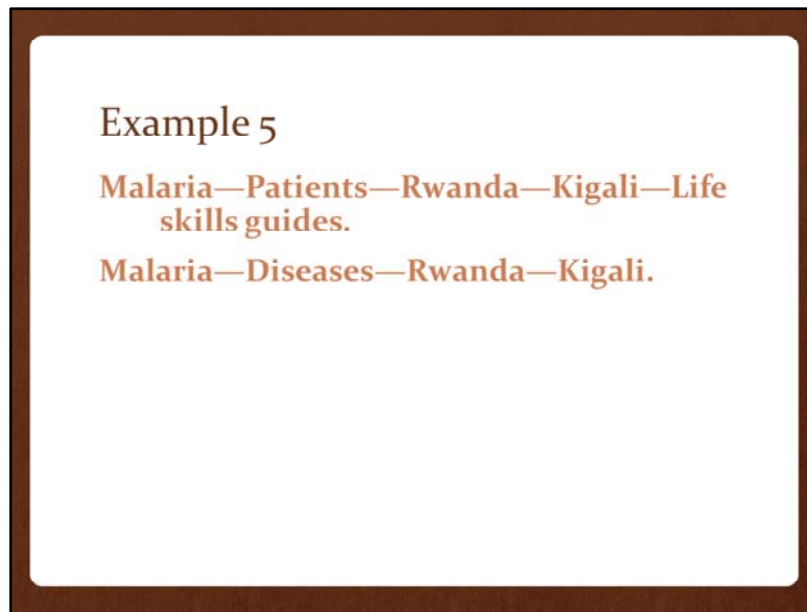 Example 5
Malaria—Patients—Rwanda—Kigali—Life
skills guides.
Malaria—Diseases—Rwanda—Kigali.